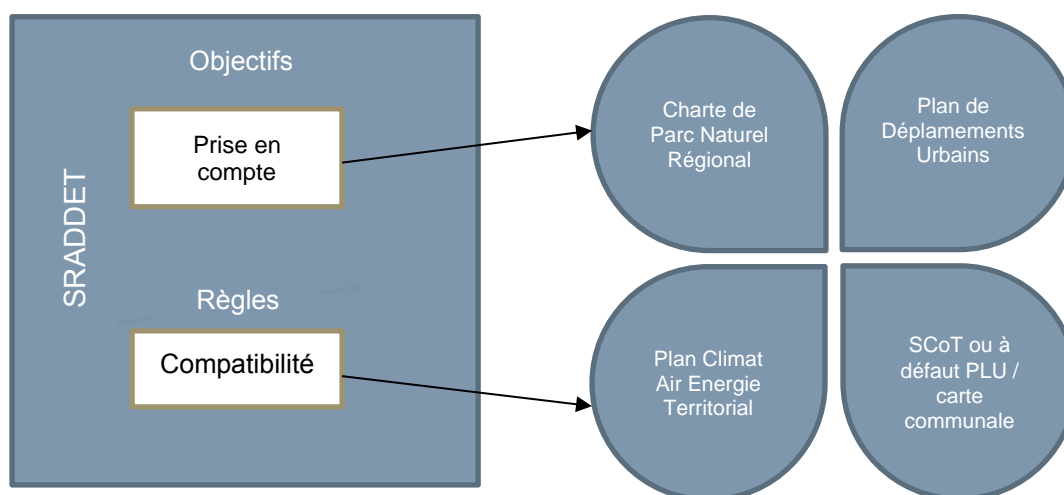 SRADDET
Objectifs
Prise en
compte
Règles
Compatibilité
Charte de
Parc Naturel
Régional
Plan de
Déplamements
Urbains
Plan Climat
Air Energie
Territorial
SCoT ou à
défaut PLU /
carte
communale